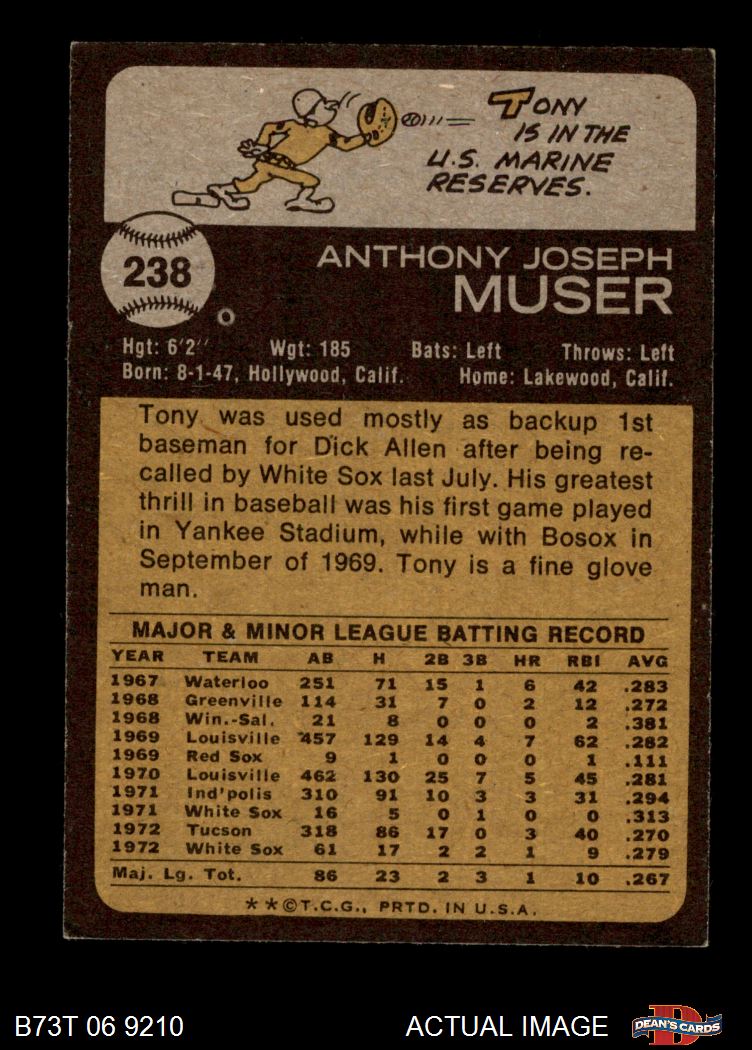 TONY
IS IN THE
U.S. MARINE
RESERVES.
238
ANTHONY JOSEPH
MUSER
Hgt: 6'2" Wgt: 185 Bats: Left Throws: Left
Born: 8-1-47, Hollywood, Calif. Home: Lakewood, Calif.
Tony was used mostly as backup 1st
baseman for Dick Allen after being re-
called by White Sox last July. His greatest
thrill in baseball was his first game played
in Yankee Stadium, while with Bosox in
September of 1969. Tony is a fine glove
man.
MAJOR & MINOR LEAGUE BATTING RECORD
YEAR TEAM AB H 2B 3B HR RBI AVG
1967 Waterloo 251 71 15 1 6 42 .283
1968 Greenville 114 31 7 0 2 12 .272
1968 Win.-Sal. 21 8 0 0 0 2 .381
1969 Louisville 457 129 14 4 7 62 .282
1969 Red Sox 9 1 0 0 0 1 .111
1970 Louisville 462 130 25 7 5 45 .281
1971 Ind'polis 310 91 10 3 3 31 .294
1971 White Sox 16 5 0 1 0 0 .313
1972 Tucson 318 86 17 0 3 40 .270
1972 White Sox 61 17 2 2 1 9 .279
Maj. Lg. Tot. 86 23 2 3 1 10 .267
**©T.C.G., PRTD. IN U.S.A.
B73T 06 9210 ACTUAL IMAGE D DEAN'S CARDS